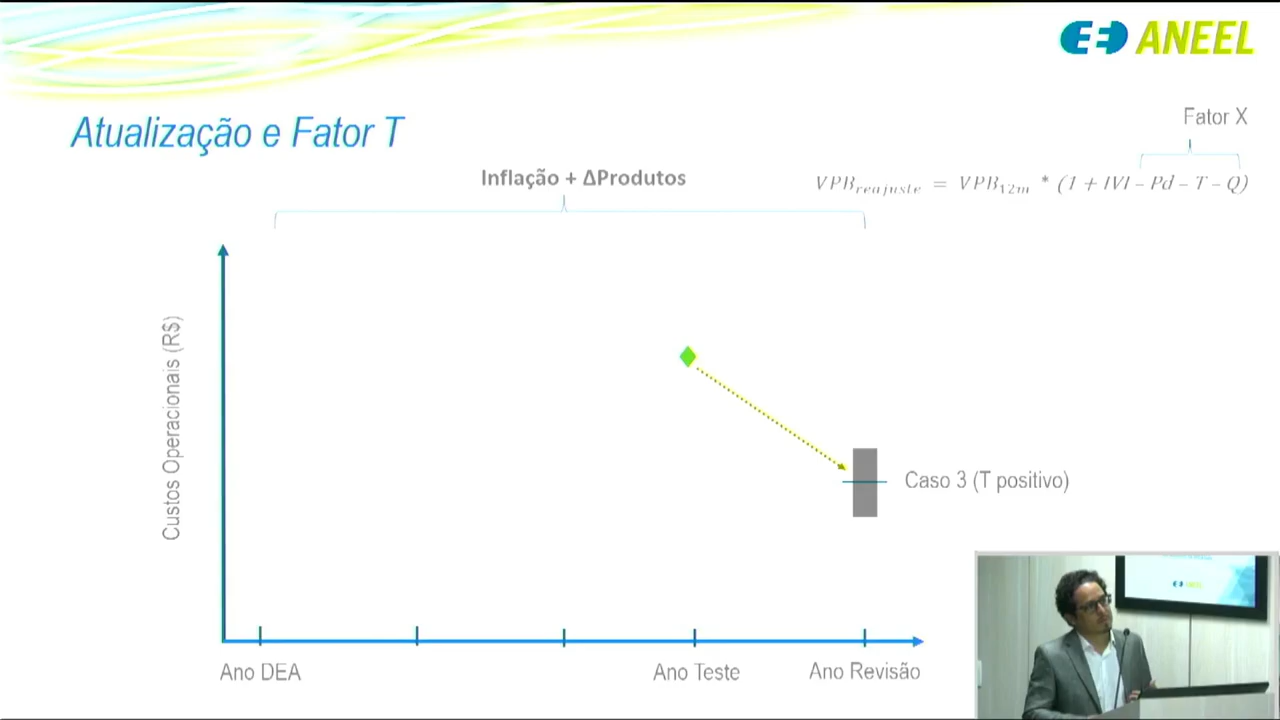 ANEEL
Atualização e Fator T
Fator X
Inflação + ΔProdutos
VPB_reajuste = VPB_12m * (1 + IVI – Pd – T – Q)
Custos Operacionais (R$)
Caso 3 (T positivo)
Ano DEA
Ano Teste
Ano Revisão